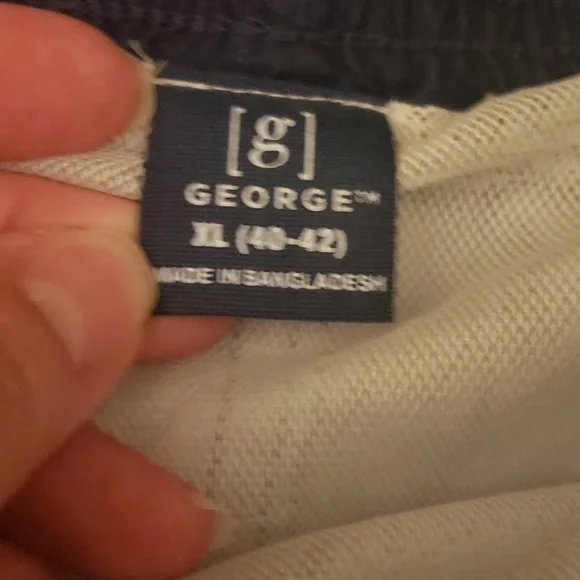 [g]
GEORGE™
XL (40-42)
MADE IN BANGLADESH